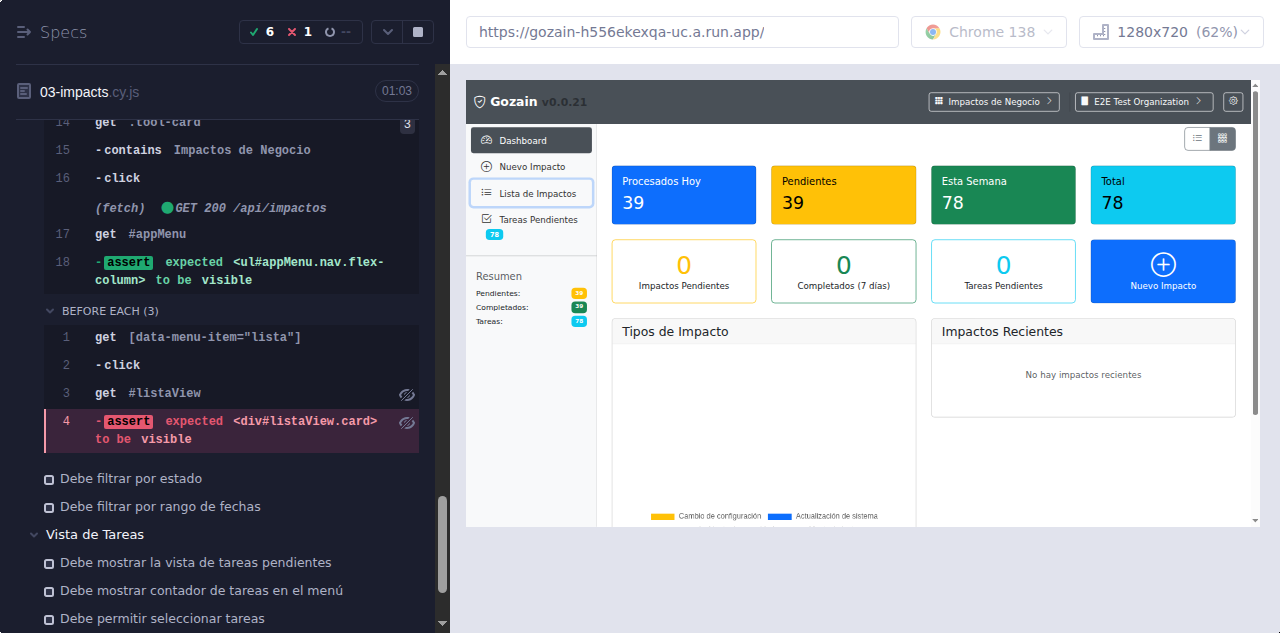 Specs
6
1
--
03-impacts.cy.js
01:03
14 get .tool-card 3
15 -contains Impactos de Negocio
16 -click
(fetch) GET 200 /api/impactos
17 get #appMenu
18 -assert expected <ul#appMenu.nav.flex-
column> to be visible
BEFORE EACH (3)
1 get [data-menu-item="lista"]
2 -click
3 get #listaView
4 -assert expected <div#listaView.card>
to be visible
Debe filtrar por estado
Debe filtrar por rango de fechas
Vista de Tareas
Debe mostrar la vista de tareas pendientes
Debe mostrar contador de tareas en el menú
Debe permitir seleccionar tareas
https://gozain-h556ekexqa-uc.a.run.app/
Chrome 138
1280x720 (62%)
Gozain v0.0.21
Impactos de Negocio
E2E Test Organization
Dashboard
Nuevo Impacto
Lista de Impactos
Tareas Pendientes
78
Resumen
Pendientes: 39
Completados: 39
Tareas: 78
Procesados Hoy
39
Pendientes
39
Esta Semana
78
Total
78
0
Impactos Pendientes
0
Completados (7 días)
0
Tareas Pendientes
Nuevo Impacto
Tipos de Impacto
Cambio de configuración
Actualización de sistema
Impactos Recientes
No hay impactos recientes